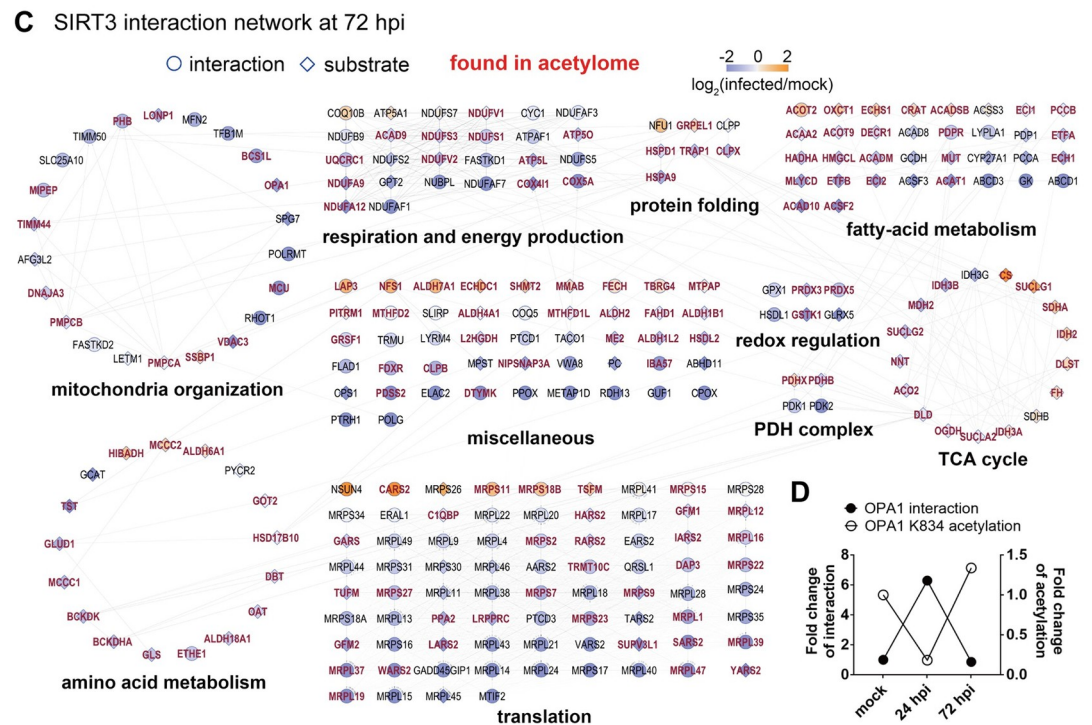 C SIRT3 interaction network at 72 hpi
interaction substrate found in acetylome
-2 2
log2(infected/mock)
PHB LONP1 MFN2 TFB1M BCS1L OPA1 SPG7 POLRMT MCU RHOT1 VDAC3 SSBP1 PMPCA LETM1 FASTKD2 PMPCB DNAJA3 AFG3L2 TIMM44 MIPEP SLC25A10 TIMM50
mitochondria organization
COQ10B ATP5A1 NDUFS7 NDUFV1 CYC1 NDUFAF3
NDUFB9 ACAD9 NDUFS3 NDUFS1 ATPAF1 ATP5O
UQCRC1 NDUFS2 NDUFV2 FASTKD1 ATP5L NDUFS5
NDUFA9 GPT2 NUBPL NDUFAF7 COX4I1 COX5A
NDUFA12 NDUFAF1
respiration and energy production
NFU1 GRPEL1 CLPP
HSPD1 TRAP1 CLPX
HSPA9
protein folding
ACOT2 OXCT1 ECHS1 CRAT ACADSB ACSS3 ECI1 PCCB
ACAA2 ACOT9 DECR1 ACAD8 PDPR LYPLA1 PDP1 ETFA
HADHA HMGCL ACADM GCDH MUT CYP27A1 PCCA ECH1
MLYCD ETFB ECI2 ACSF3 ACAT1 ABCD3 GK ABCD1
ACAD10 ACSF2
fatty-acid metabolism
LAP3 NFS1 ALDH7A1 ECHDC1 SHMT2 MMAB FECH TBRG4 MTPAP
PITRM1 MTHFD2 SLIRP ALDH4A1 COQ5 MTHFD1L ALDH2 FAHD1 ALDH1B1
GRSF1 TRMU LYRM4 L2HGDH PTCD1 TACO1 ME2 ALDH1L2 HSDL2
FLAD1 FDXR CLPB MPST NIPSNAP3A VWA8 PC IBA57 ABHD11
OPS1 PDSS2 ELAC2 DTYMK PPOX METAP1D RDH13 GUF1 CPOX
PTRH1 POLG
miscellaneous
GPX1 PRDX3 PRDX5
HSDL1 GSTK1 GLRX5
redox regulation
PDHX PDHB
PDK1 PDK2
PDH complex
IDH3G CS SUCLG1 SDHA IDH2 DLST FH SDHB IDH3A SUCLA2 OGDH DLD ACO2 NNT SUCLG2 MDH2 IDH3B
TCA cycle
MCCC2 ALDH6A1 PYCR2 GOT2 HSD17B10 DBT OAT ALDH18A1 ETHE1 GLS BCKDHA BCKDK MCCC1 GLUD1 TST GCAT HIBADH
amino acid metabolism
NSUN4 CARS2 MRPS26 MRPS11 MRPS18B TSFM MRPL41 MRPS15 MRPS28
MRPS34 ERAL1 C1QBP MRPL22 MRPL20 HARS2 MRPL17 GFM1 MRPL12
GARS MRPL49 MRPL9 MRPL4 MRPS2 RARS2 EARS2 IARS2 MRPL16
MRPL44 MRPS31 MRPS30 MRPL46 AARS2 TRMT10C QRSL1 DAP3 MRPS22
TUFM MRPS27 MRPL11 MRPL38 MRPS7 MRPL18 MRPS9 MRPL28 MRPS24
MRPS18A MRPL13 PPA2 LRPPRC PTCD3 MRPS23 TARS2 MRPL1 MRPS35
GFM2 MRPS16 LARS2 MRPL43 MRPL21 VARS2 SUPV3L1 SARS2 MRPL39
MRPL37 WARS2 GADD45GIP1 MRPL14 MRPL24 MRPS17 MRPL40 MRPL47 YARS2
MRPL19 MRPL15 MRPL45 MTIF2
translation
D
OPA1 interaction
OPA1 K834 acetylation
Fold change
of interaction
8
6
4
2
0
1.5
1.0
0.5
0.0
Fold change
of acetylation
mock 24 hpi 72 hpi